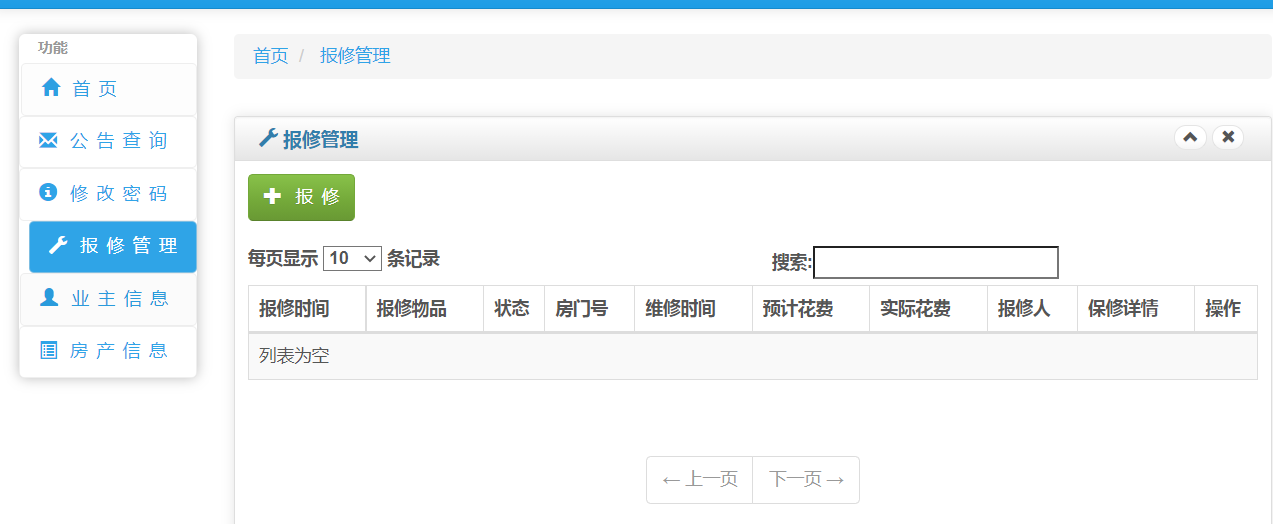 功能
首页
公告查询
修改密码
报修管理
业主信息
房产信息
首页 / 报修管理
报修管理
报修
每页显示 10 条记录
搜索:
报修时间 报修物品 状态 房门号 维修时间 预计花费 实际花费 报修人 保修详情 操作
列表为空
← 上一页 下一页 →